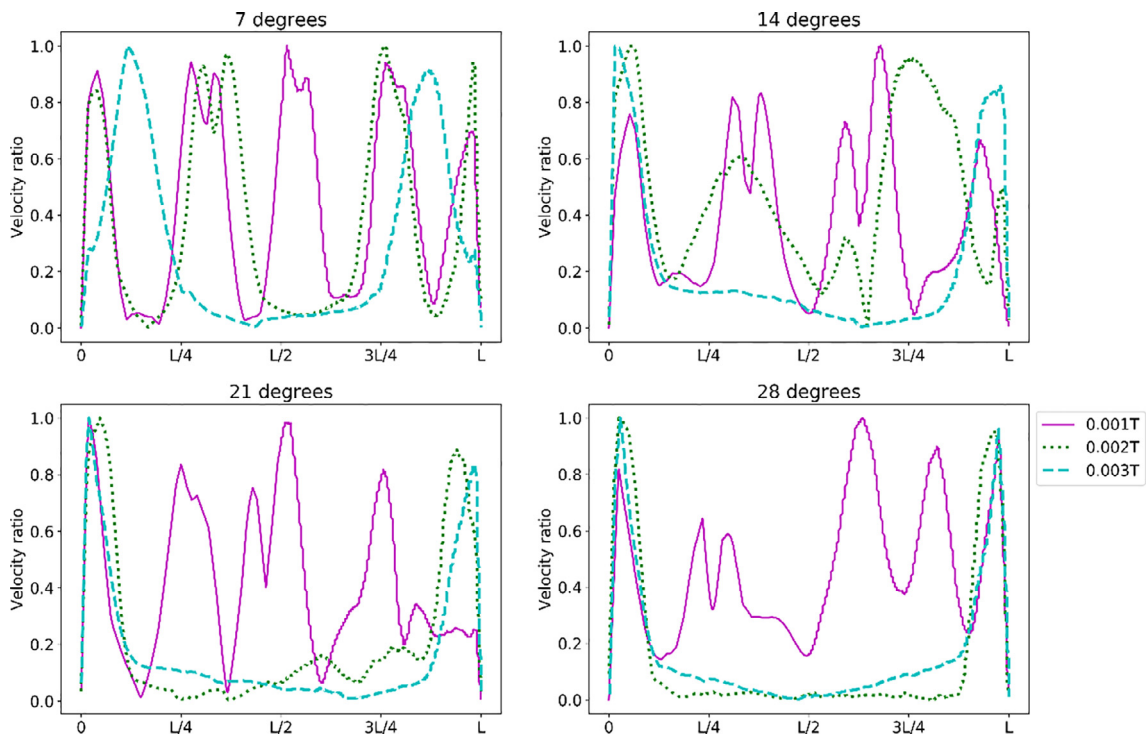 7 degrees
14 degrees
Velocity ratio
1.0
0.8
0.6
0.4
0.2
0.0
0
L/4
L/2
3L/4
L
Velocity ratio
1.0
0.8
0.6
0.4
0.2
0.0
L/4
L/2
3L/4
L
0
21 degrees
28 degrees
Velocity ratio
1.0
0.8
0.6
0.4
0.2
0.0
0
L/4
L/2
3L/4
L
Velocity ratio
1.0
0.8
0.6
0.4
0.2
0.0
0
L/4
L/2
3L/4
L
0.001T
0.002T
0.003T